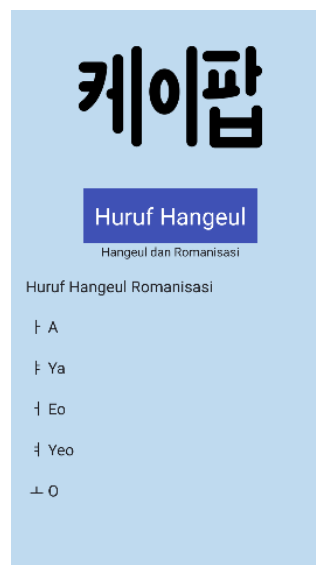 케이팝
Huruf Hangeul
Hangeul dan Romanisasi
Huruf Hangeul Romanisasi
ㅏ A
ㅑ Ya
ㅓ Eo
ㅕ Yeo
ㅗ O